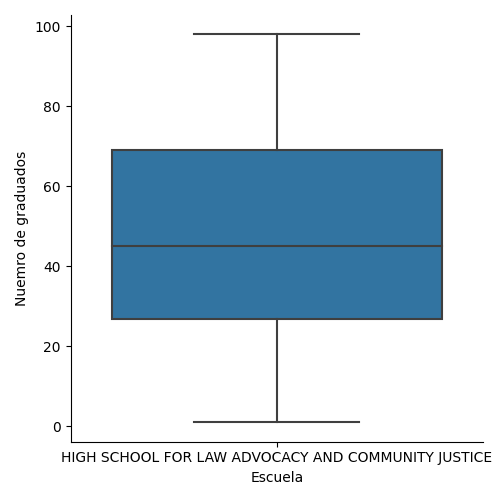 100
80
60
40
20
0
Nuemro de graduados
HIGH SCHOOL FOR LAW ADVOCACY AND COMMUNITY JUSTICE
Escuela